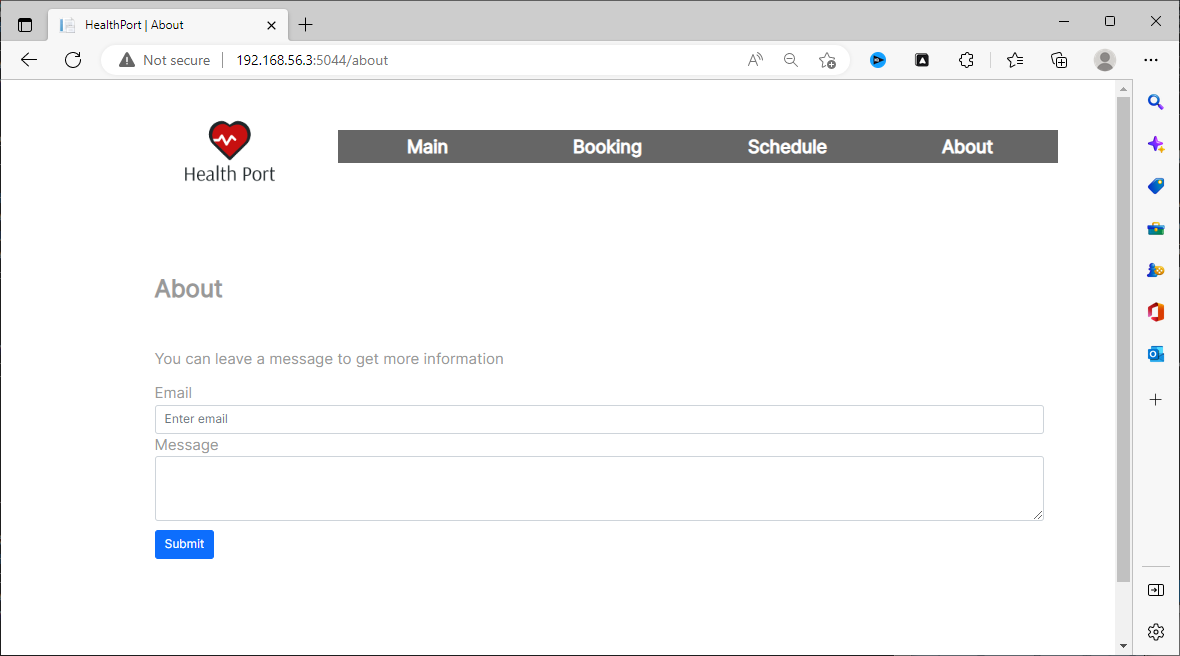 HealthPort | About
Not secure
192.168.56.3:5044/about
Health Port
Main Booking Schedule About
About
You can leave a message to get more information
Email
Enter email
Message
Submit